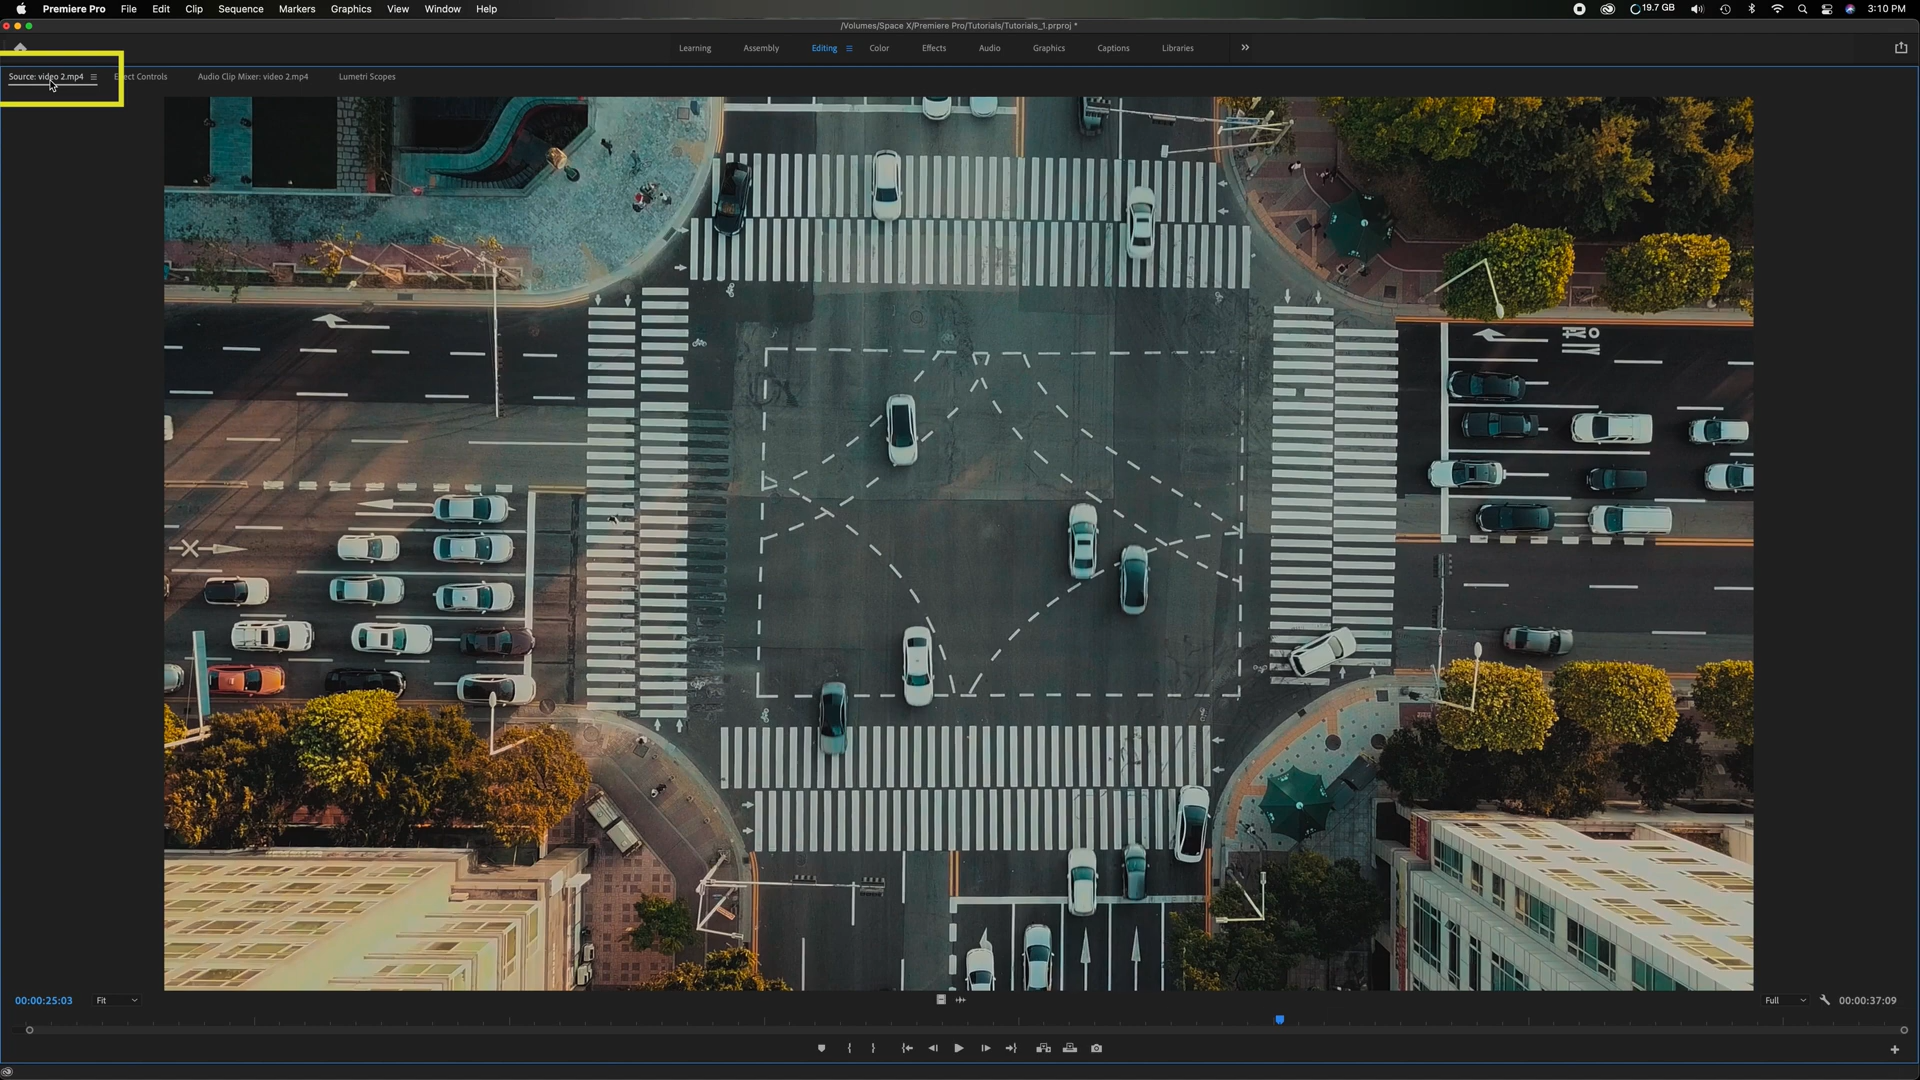 Premiere Pro File Edit Clip Sequence Markers Graphics View Window Help 19.7 GB 3:10 PM
/Volumes/Space X/Premiere Pro/Tutorials/Tutorials_1.prproj *
Learning Assembly Editing Color Effects Audio Graphics Captions Libraries
Source: video 2.mp4 Effect Controls Audio Clip Mixer: video 2.mp4 Lumetri Scopes
00:00:25:03 Fit Full 00:00:37:09